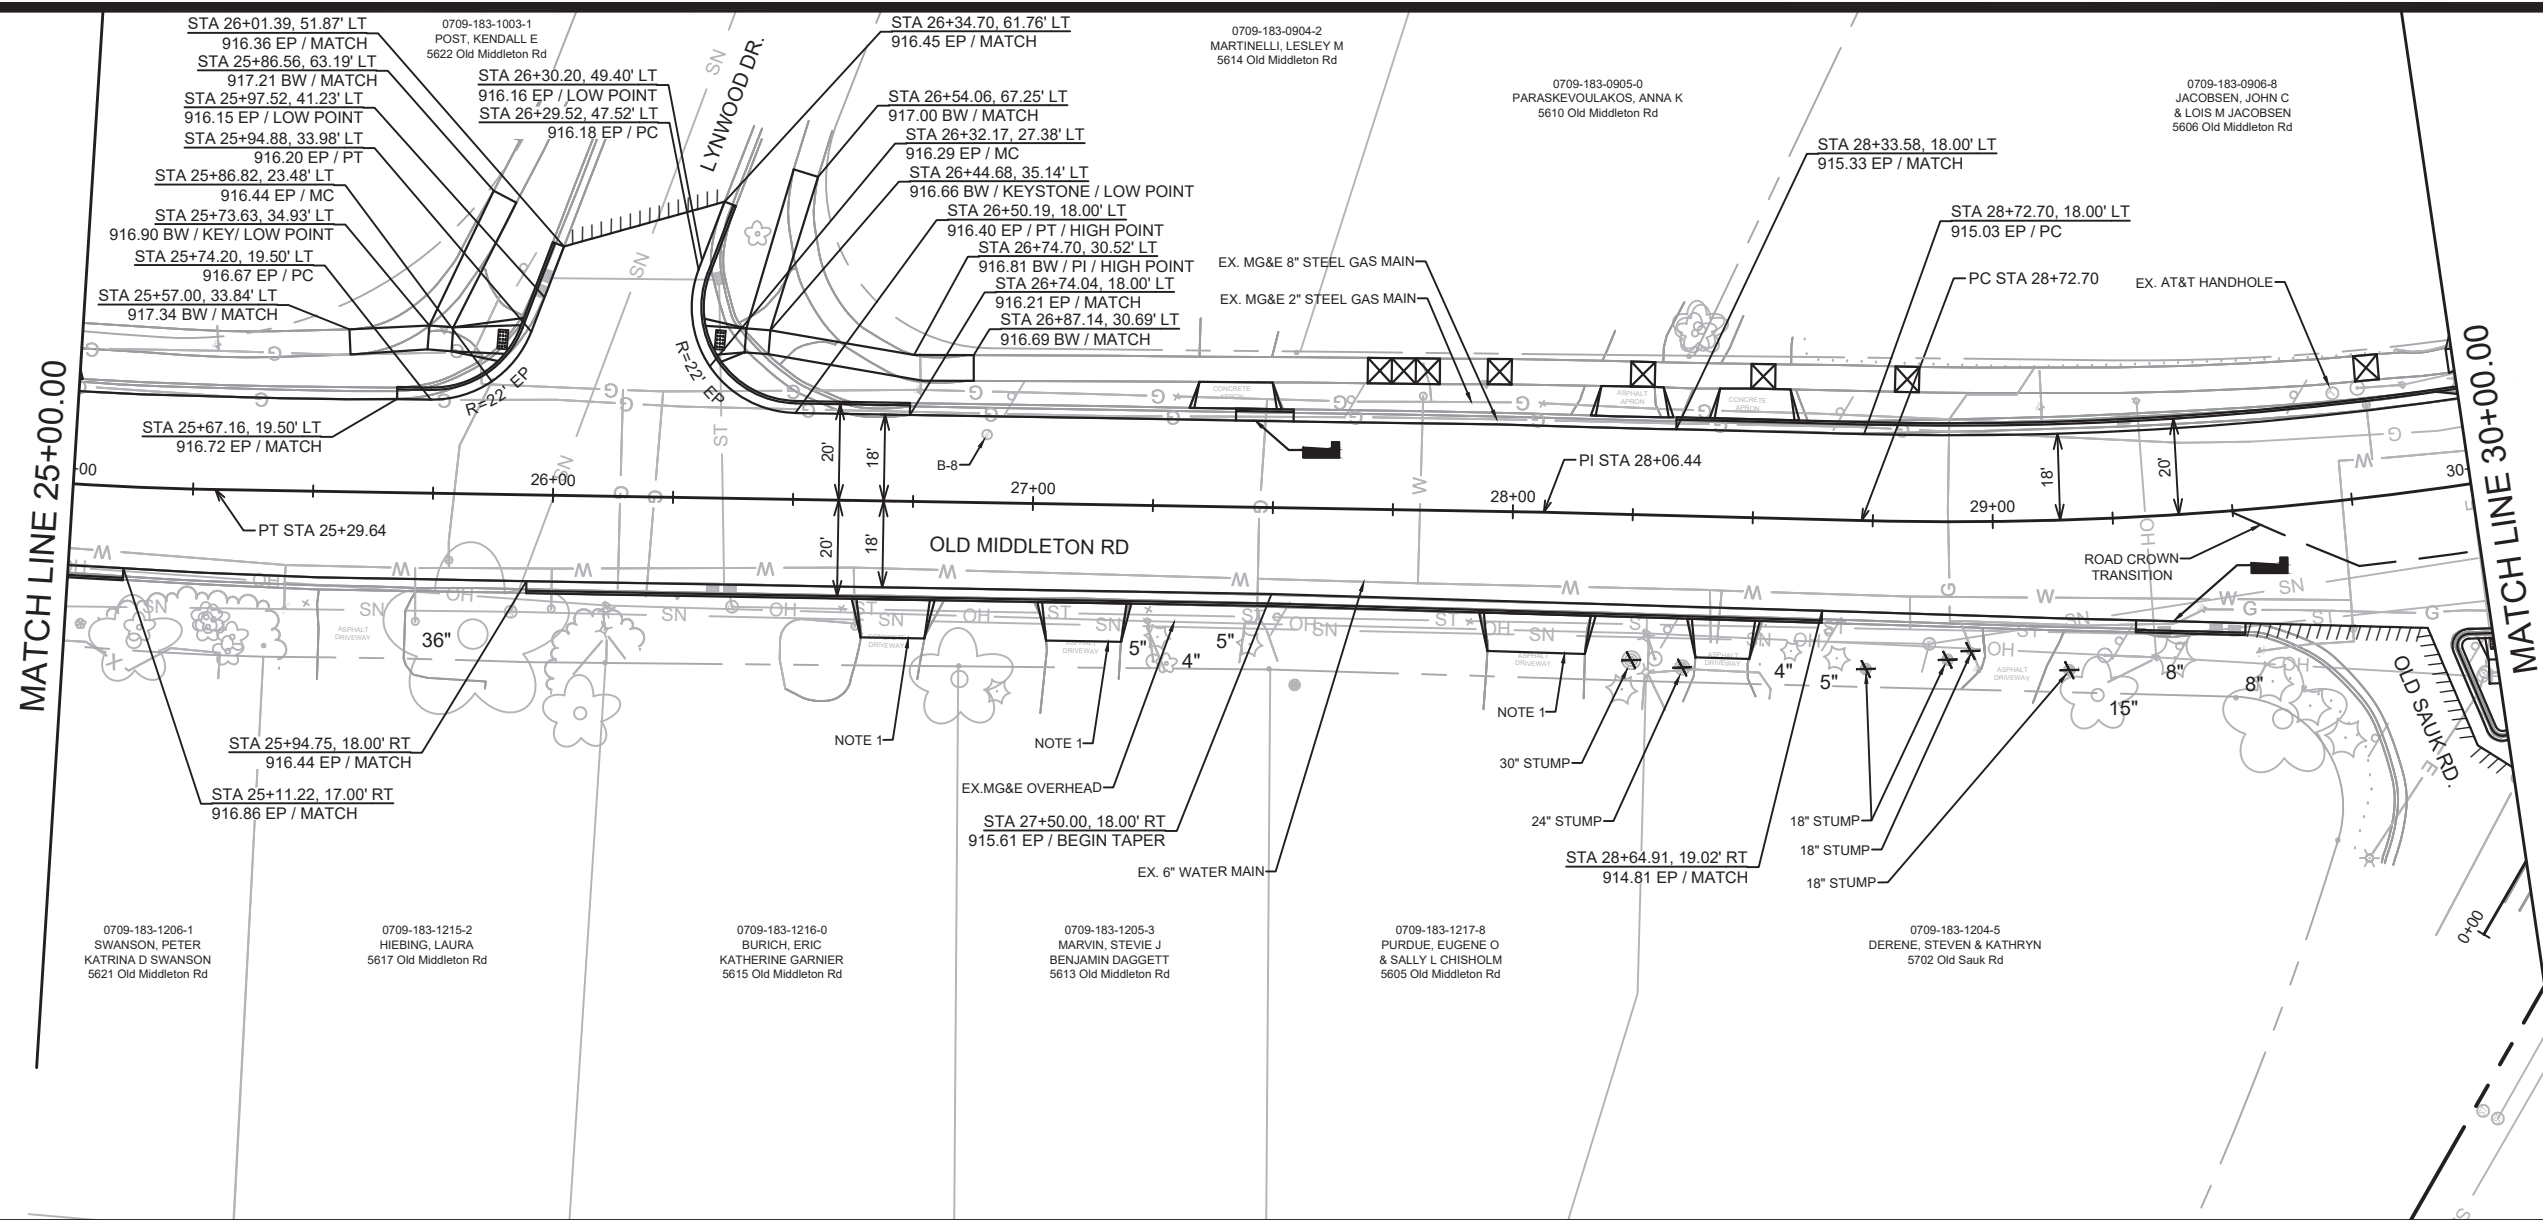 STA 26+01.39, 51.87' LT
916.36 EP / MATCH
STA 25+86.56, 63.19' LT
917.21 BW / MATCH
STA 25+97.52, 41.23' LT
916.15 EP / LOW POINT
STA 25+94.88, 33.98' LT
916.20 EP / PT
STA 25+86.82, 23.48' LT
916.44 EP / MC
STA 25+73.63, 34.93' LT
916.90 BW / KEY/ LOW POINT
STA 25+74.20, 19.50' LT
916.67 EP / PC
STA 25+57.00, 33.84' LT
917.34 BW / MATCH
STA 25+67.16, 19.50' LT
916.72 EP / MATCH
0709-183-1003-1
POST, KENDALL E
5622 Old Middleton Rd
STA 26+30.20, 49.40' LT
916.16 EP / LOW POINT
STA 26+29.52, 47.52' LT
916.18 EP / PC
SN
SN
SN
LYNWOOD DR.
STA 26+34.70, 61.76' LT
916.45 EP / MATCH
STA 26+54.06, 67.25' LT
917.00 BW / MATCH
STA 26+32.17, 27.38' LT
916.29 EP / MC
STA 26+44.68, 35.14' LT
916.66 BW / KEYSTONE / LOW POINT
STA 26+50.19, 18.00' LT
916.40 EP / PT / HIGH POINT
STA 26+74.70, 30.52' LT
916.81 BW / PI / HIGH POINT
STA 26+74.04, 18.00' LT
916.21 EP / MATCH
STA 26+87.14, 30.69' LT
916.69 BW / MATCH
0709-183-0904-2
MARTINELLI, LESLEY M
5614 Old Middleton Rd
0709-183-0905-0
PARASKEVOULAKOS, ANNA K
5610 Old Middleton Rd
0709-183-0906-8
JACOBSEN, JOHN C
& LOIS M JACOBSEN
5606 Old Middleton Rd
STA 28+33.58, 18.00' LT
915.33 EP / MATCH
STA 28+72.70, 18.00' LT
915.03 EP / PC
PC STA 28+72.70
EX. MG&E 8" STEEL GAS MAIN
EX. MG&E 2" STEEL GAS MAIN
EX. AT&T HANDHOLE
R=22' EP
R=22' EP
CONCRETE
APRON
ASPHALT
APRON
CONCRETE
APRON
MATCH LINE 25+00.00
MATCH LINE 30+00.00
+00
26+00
27+00
28+00
29+00
30
PT STA 25+29.64
PI STA 28+06.44
B-8
ST
20'
18'
20'
18'
18'
20'
OLD MIDDLETON RD
ROAD CROWN
TRANSITION
ASPHALT
DRIVEWAY
CONCRETE
DRIVEWAY
ASPHALT
DRIVEWAY
ASPHALT
DRIVEWAY
ASPHALT
DRIVEWAY
ASPHALT
DRIVEWAY
36"
5"
4"
5"
4"
5"
15"
8"
8"
OLD SAUK RD.
NOTE 1
NOTE 1
NOTE 1
STA 25+94.75, 18.00' RT
916.44 EP / MATCH
STA 25+11.22, 17.00' RT
916.86 EP / MATCH
EX.MG&E OVERHEAD
STA 27+50.00, 18.00' RT
915.61 EP / BEGIN TAPER
EX. 6" WATER MAIN
30" STUMP
24" STUMP
STA 28+64.91, 19.02' RT
914.81 EP / MATCH
18" STUMP
18" STUMP
18" STUMP
0+00
0709-183-1206-1
SWANSON, PETER
KATRINA D SWANSON
5621 Old Middleton Rd
0709-183-1215-2
HIEBING, LAURA
5617 Old Middleton Rd
0709-183-1216-0
BURICH, ERIC
KATHERINE GARNIER
5615 Old Middleton Rd
0709-183-1205-3
MARVIN, STEVIE J
BENJAMIN DAGGETT
5613 Old Middleton Rd
0709-183-1217-8
PURDUE, EUGENE O
& SALLY L CHISHOLM
5605 Old Middleton Rd
0709-183-1204-5
DERENE, STEVEN & KATHRYN
5702 Old Sauk Rd